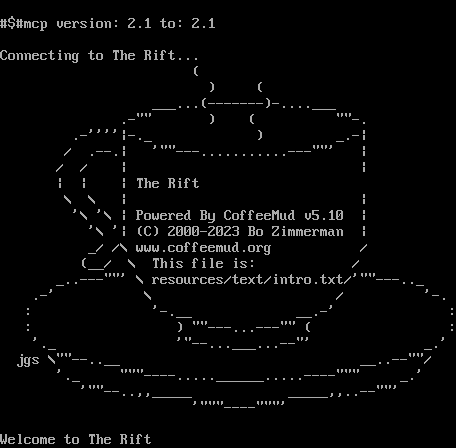 #$#mcp version: 2.1 to: 2.1
Connecting to The Rift...
The Rift
Powered By CoffeeMud v5.10
(C) 2000-2023 Bo Zimmerman
www.coffeemud.org
This file is:
resources/text/intro.txt
jgs
Welcome to The Rift